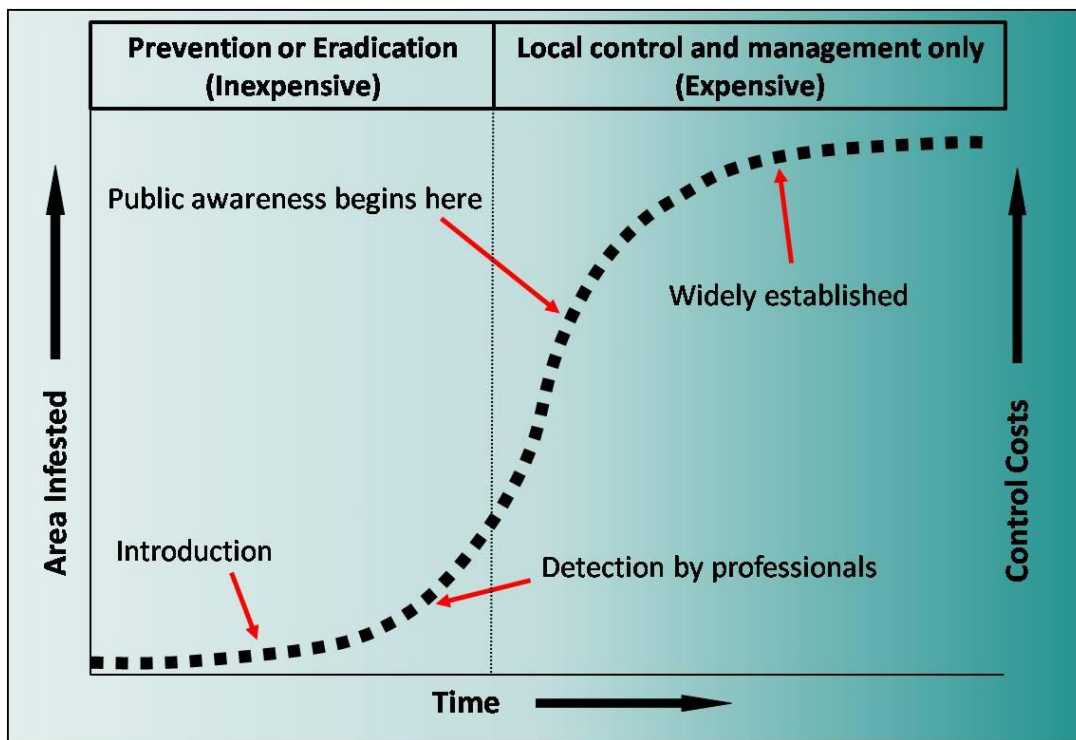 Prevention or Eradication
(Inexpensive)
Local control and management only
(Expensive)
Public awareness begins here
Widely established
Area Infested
Control Costs
Introduction
Detection by professionals
Time